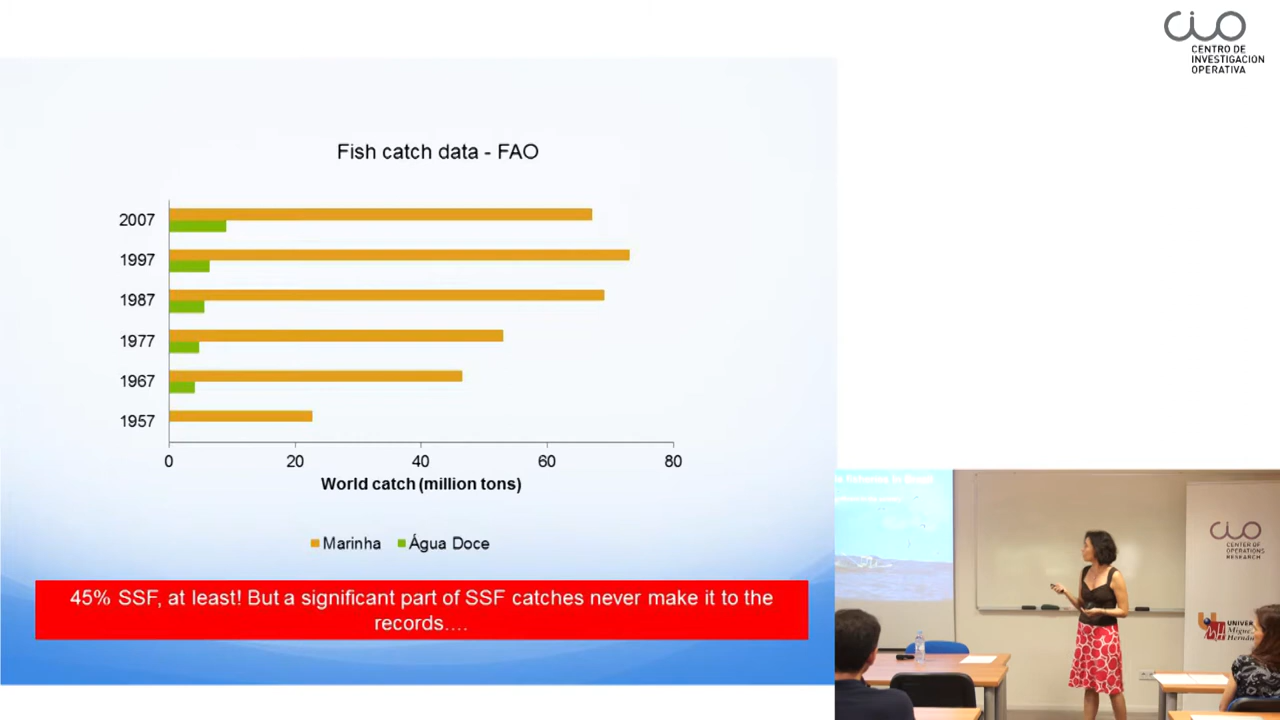 CIO
CENTRO DE
INVESTIGACION
OPERATIVA
Fish catch data - FAO
2007
1997
1987
1977
1967
1957
0 20 40 60 80
World catch (million tons)
Marinha Água Doce
45% SSF, at least! But a significant part of SSF catches never make it to the
records....
CIO
CENTER OF
OPERATIONS
RESEARCH